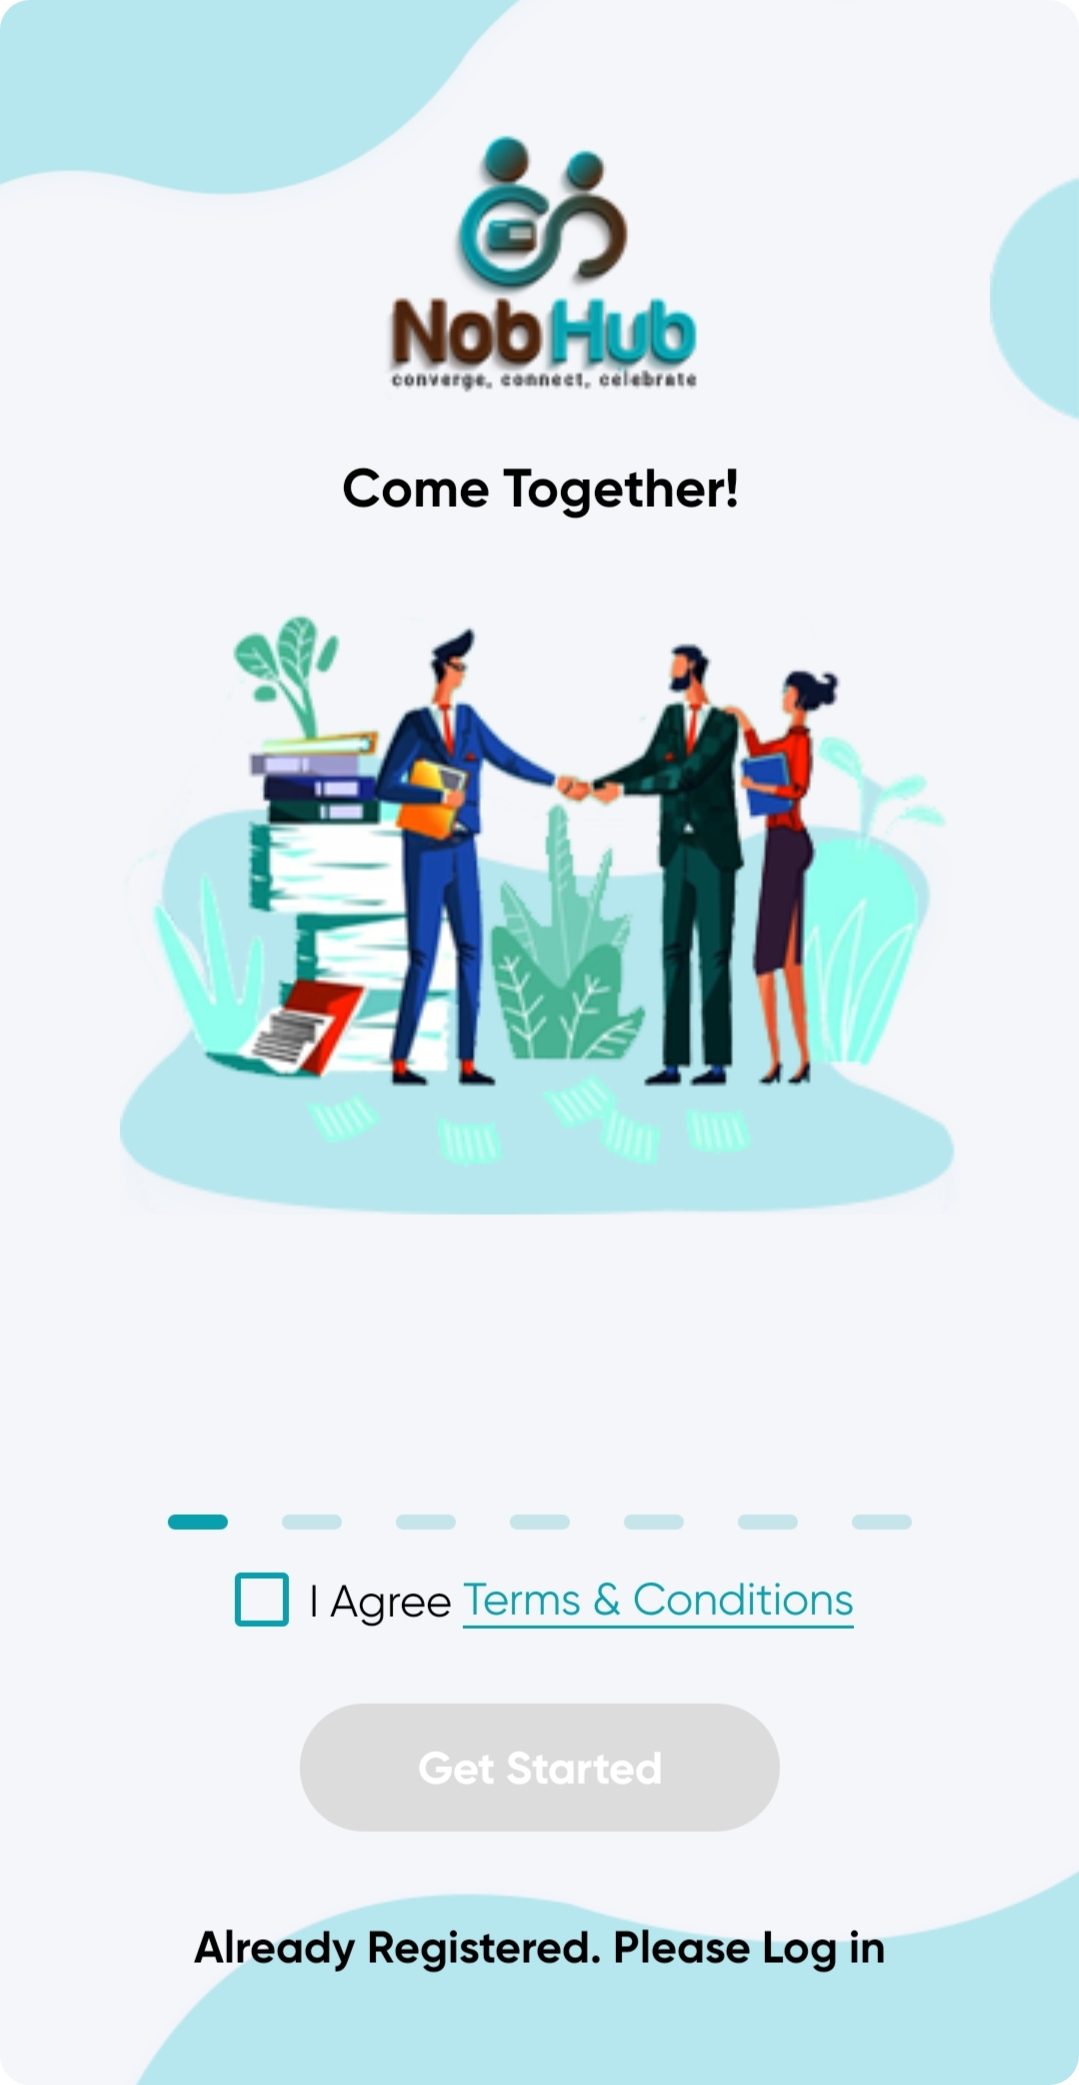 NobHub
converge, connect, celebrate
Come Together!
I Agree Terms & Conditions
Get Started
Already Registered. Please Log in